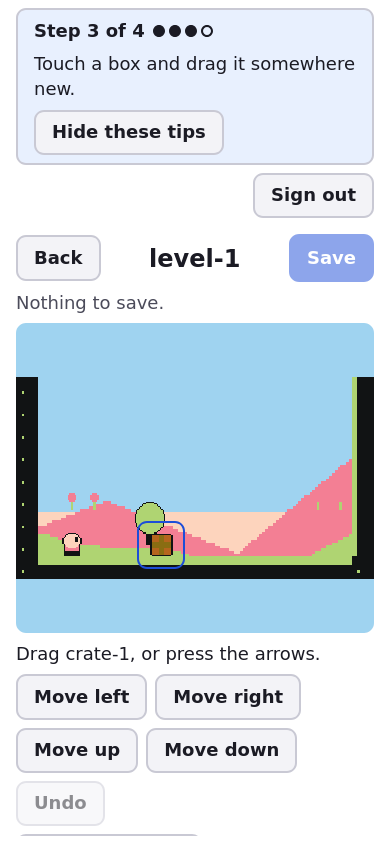 Step 3 of 4
Touch a box and drag it somewhere
new.
Hide these tips
Sign out
Back
level-1
Save
Nothing to save.
Drag crate-1, or press the arrows.
Move left
Move right
Move up
Move down
Undo